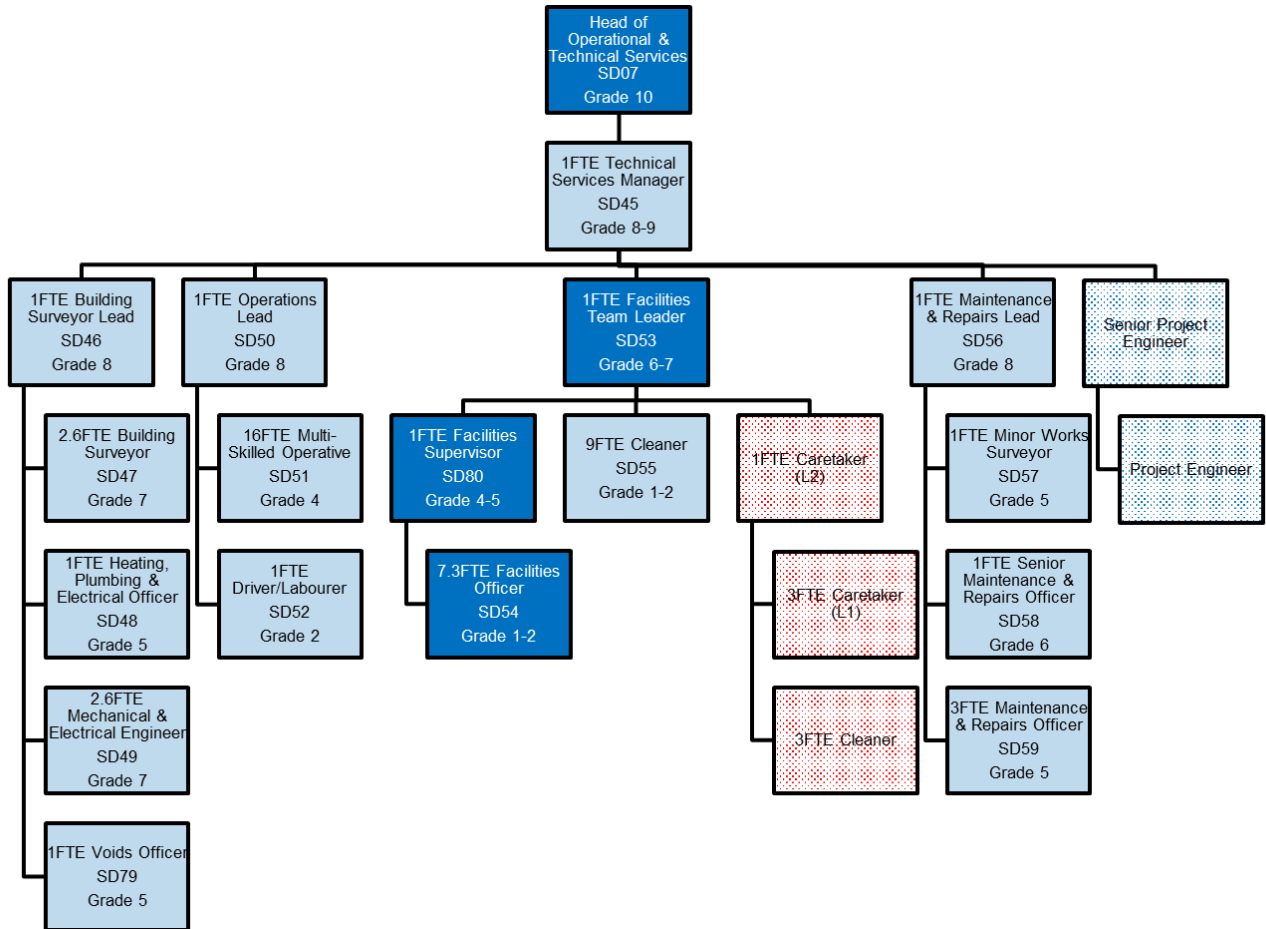 Head of
Operational &
Technical Services
SD07
Grade 10
1FTE Technical
Services Manager
SD45
Grade 8-9
1FTE Building
Surveyor Lead
SD46
Grade 8
1FTE Operations
Lead
SD50
Grade 8
1FTE Facilities
Team Leader
SD53
Grade 6-7
1FTE Maintenance
& Repairs Lead
SD56
Grade 8
Senior Project
Engineer
2.6FTE Building
Surveyor
SD47
Grade 7
16FTE Multi-
Skilled Operative
SD51
Grade 4
1FTE Facilities
Supervisor
SD80
Grade 4-5
9FTE Cleaner
SD55
Grade 1-2
1FTE Caretaker
(L2)
1FTE Minor Works
Surveyor
SD57
Grade 5
Project Engineer
1FTE Heating,
Plumbing &
Electrical Officer
SD48
Grade 5
1FTE
Driver/Labourer
SD52
Grade 2
7.3FTE Facilities
Officer
SD54
Grade 1-2
3FTE Caretaker
(L1)
1FTE Senior
Maintenance &
Repairs Officer
SD58
Grade 6
2.6FTE
Mechanical &
Electrical Engineer
SD49
Grade 7
3FTE Cleaner
3FTE Maintenance
& Repairs Officer
SD59
Grade 5
1FTE Voids Officer
SD79
Grade 5